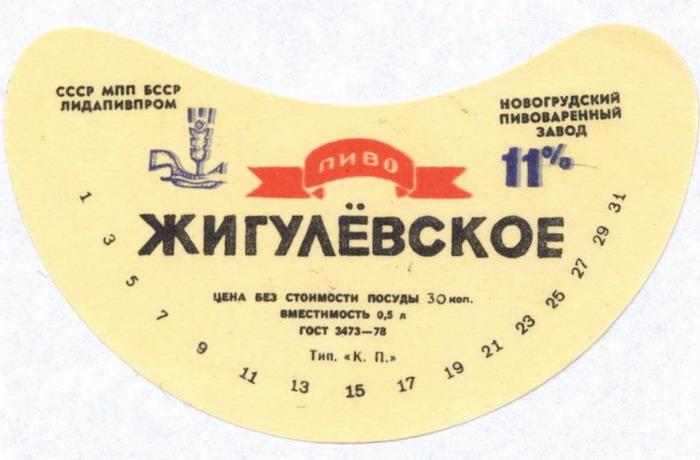 СССР МПП БССР
ЛИДАПИВПРОМ
НОВОГРУДСКИЙ
ПИВОВАРЕННЫЙ
ЗАВОД
11%
ПИВО
ЖИГУЛЁВСКОЕ
ЦЕНА БЕЗ СТОИМОСТИ ПОСУДЫ 30 коп.
ВМЕСТИМОСТЬ 0,5 л
ГОСТ 3473—78
Тип. «К. П.»
1 3 5 7 9 11 13 15 17 19 21 23 25 27 29 31